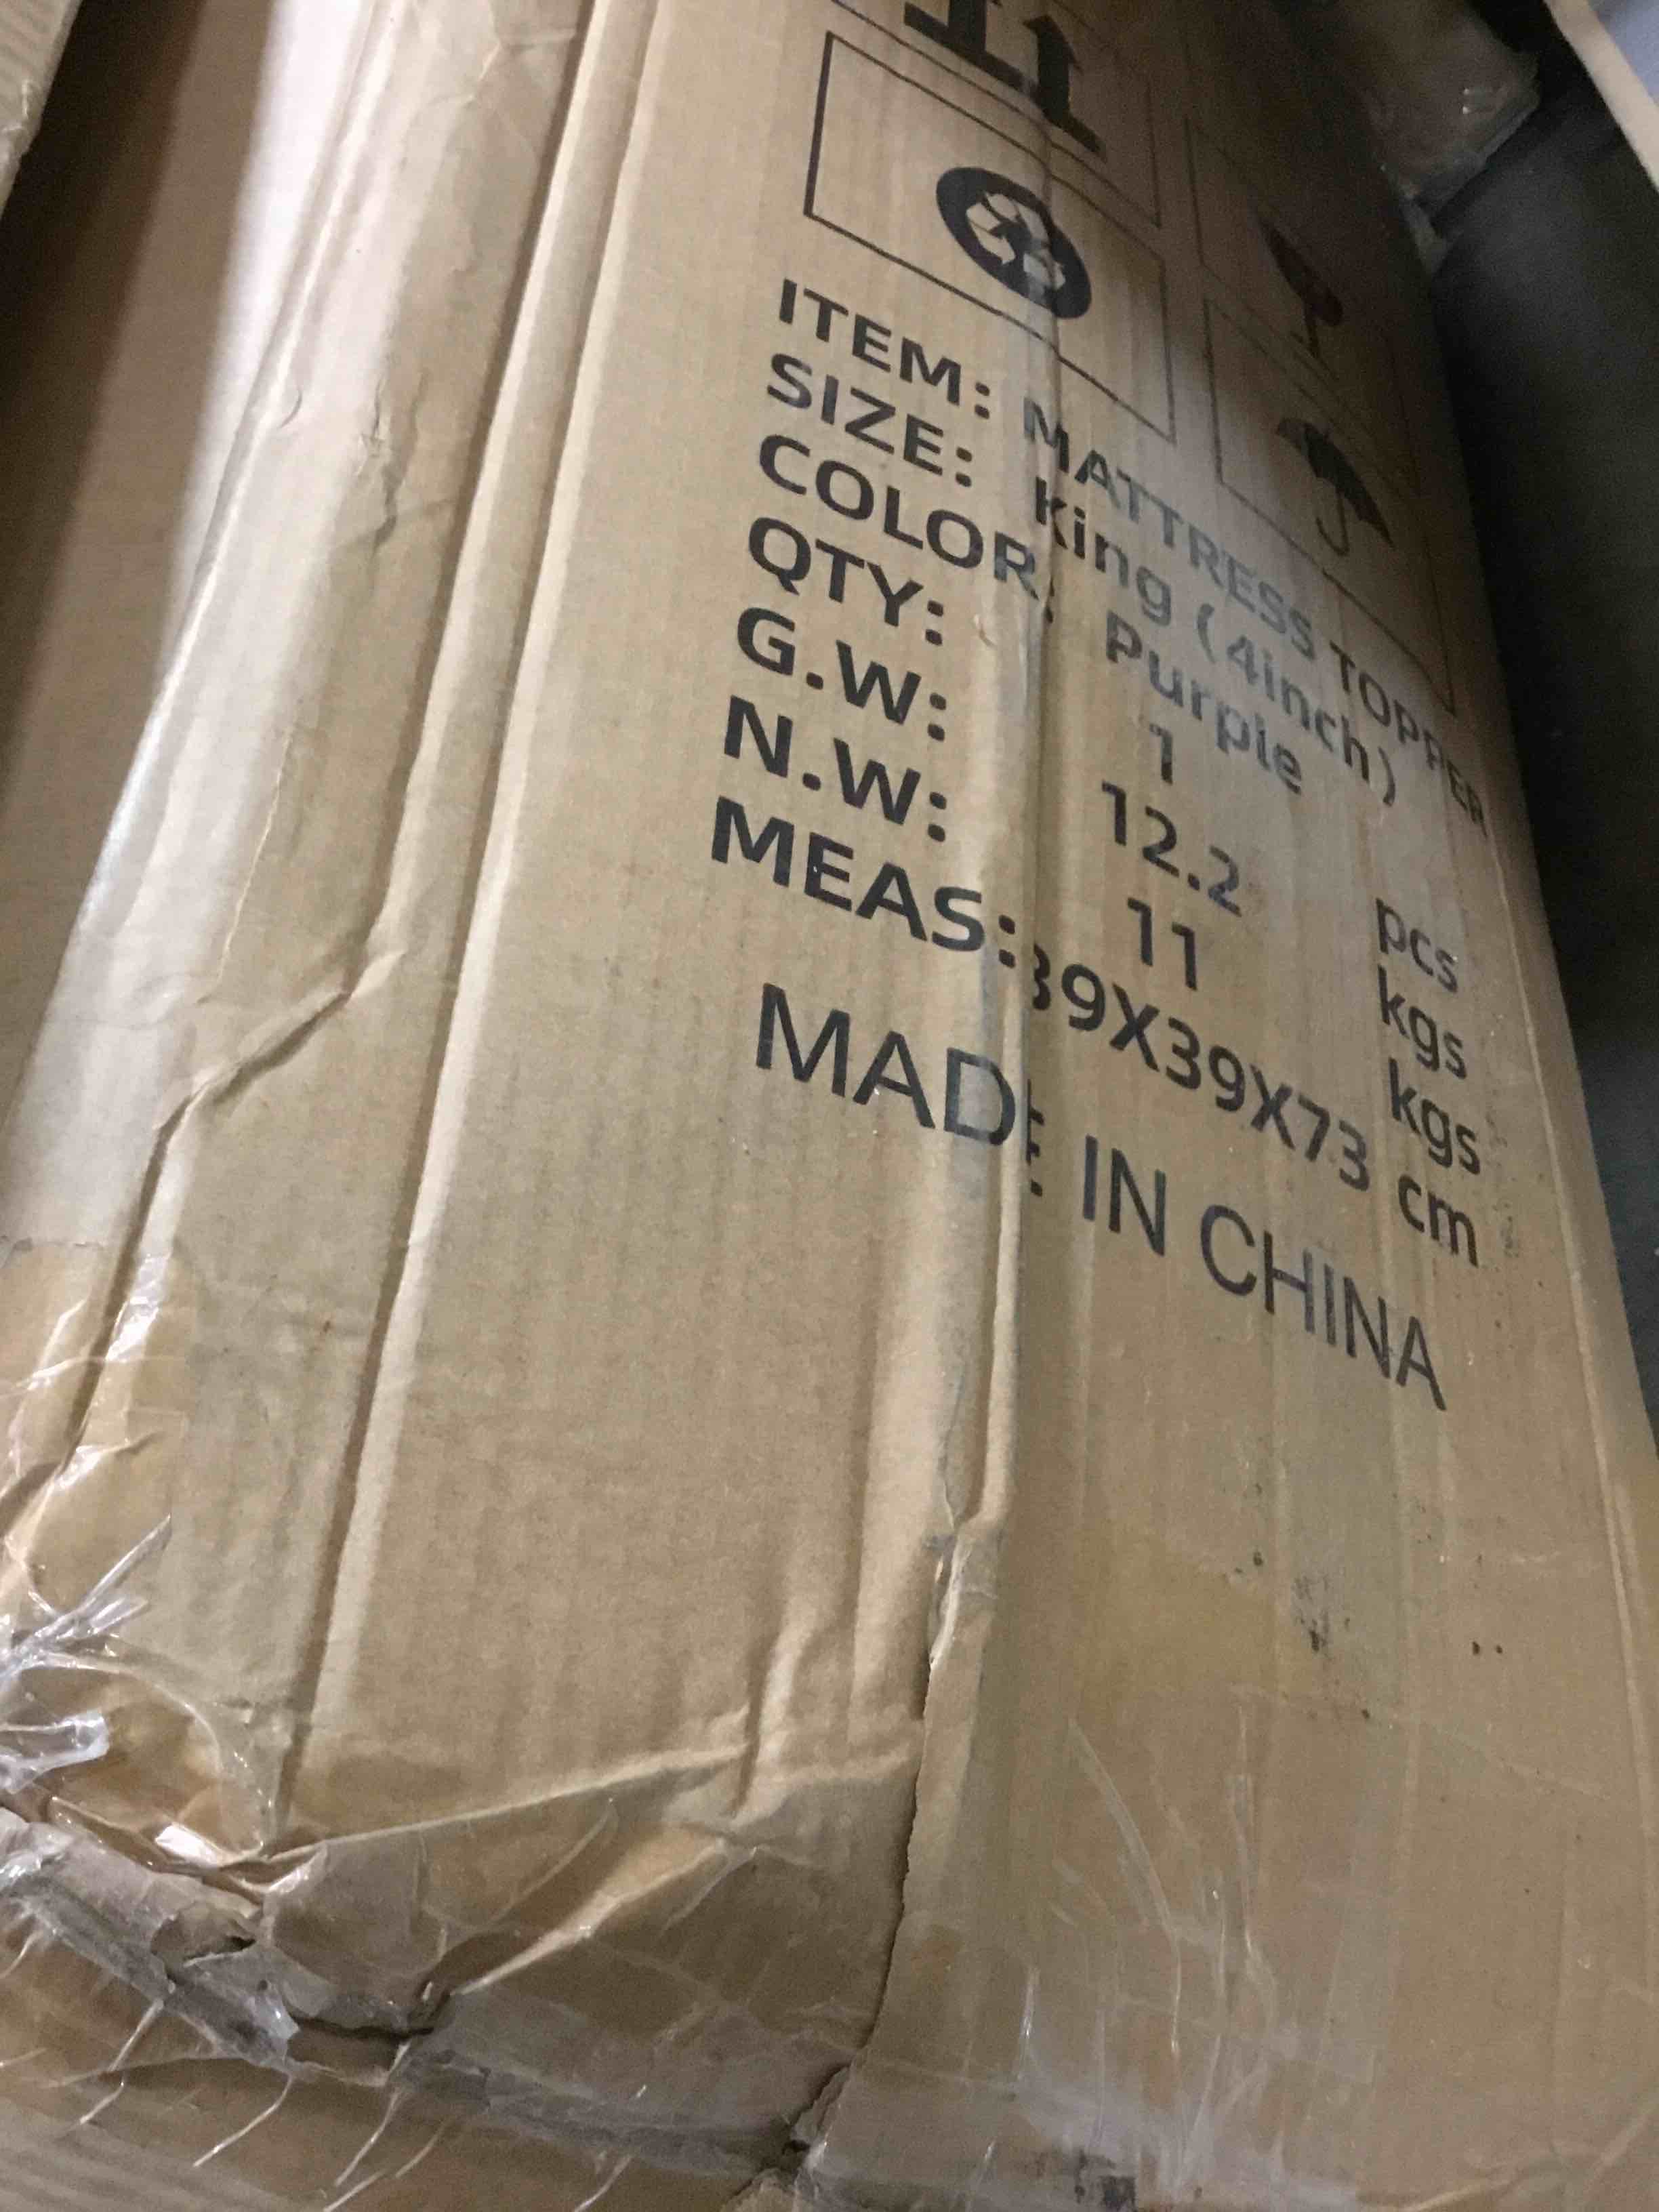 ITEM: MATTRESS TOPPER
SIZE: King (4inch)
COLOR: Purple
QTY: 1 pcs
G.W: 12.2 kgs
N.W: 11 kgs
MEAS: 39X39X73 cm
MADE IN CHINA